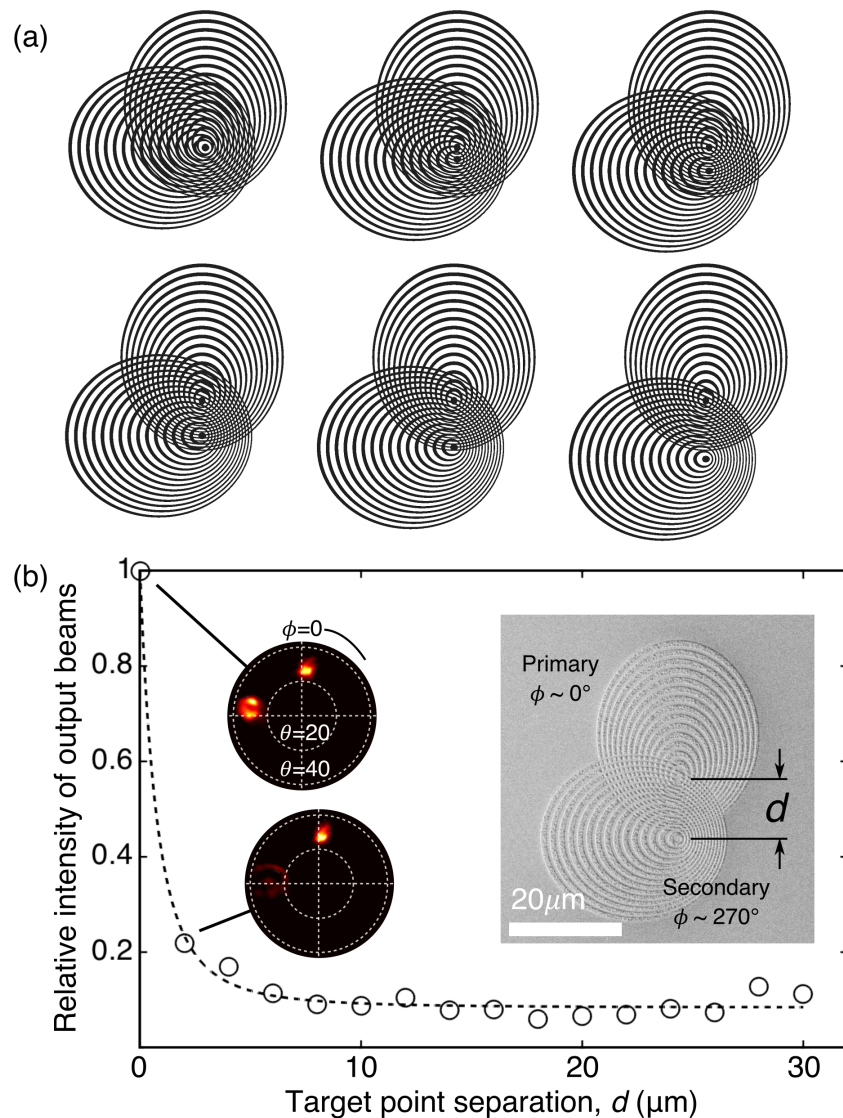 (a)
(b)
Relative intensity of output beams
1
0.8
0.6
0.4
0.2
0
10
20
30
Target point separation, d (μm)
ϕ=0
θ=20
θ=40
Primary
ϕ ~ 0°
d
Secondary
ϕ ~ 270°
20μm